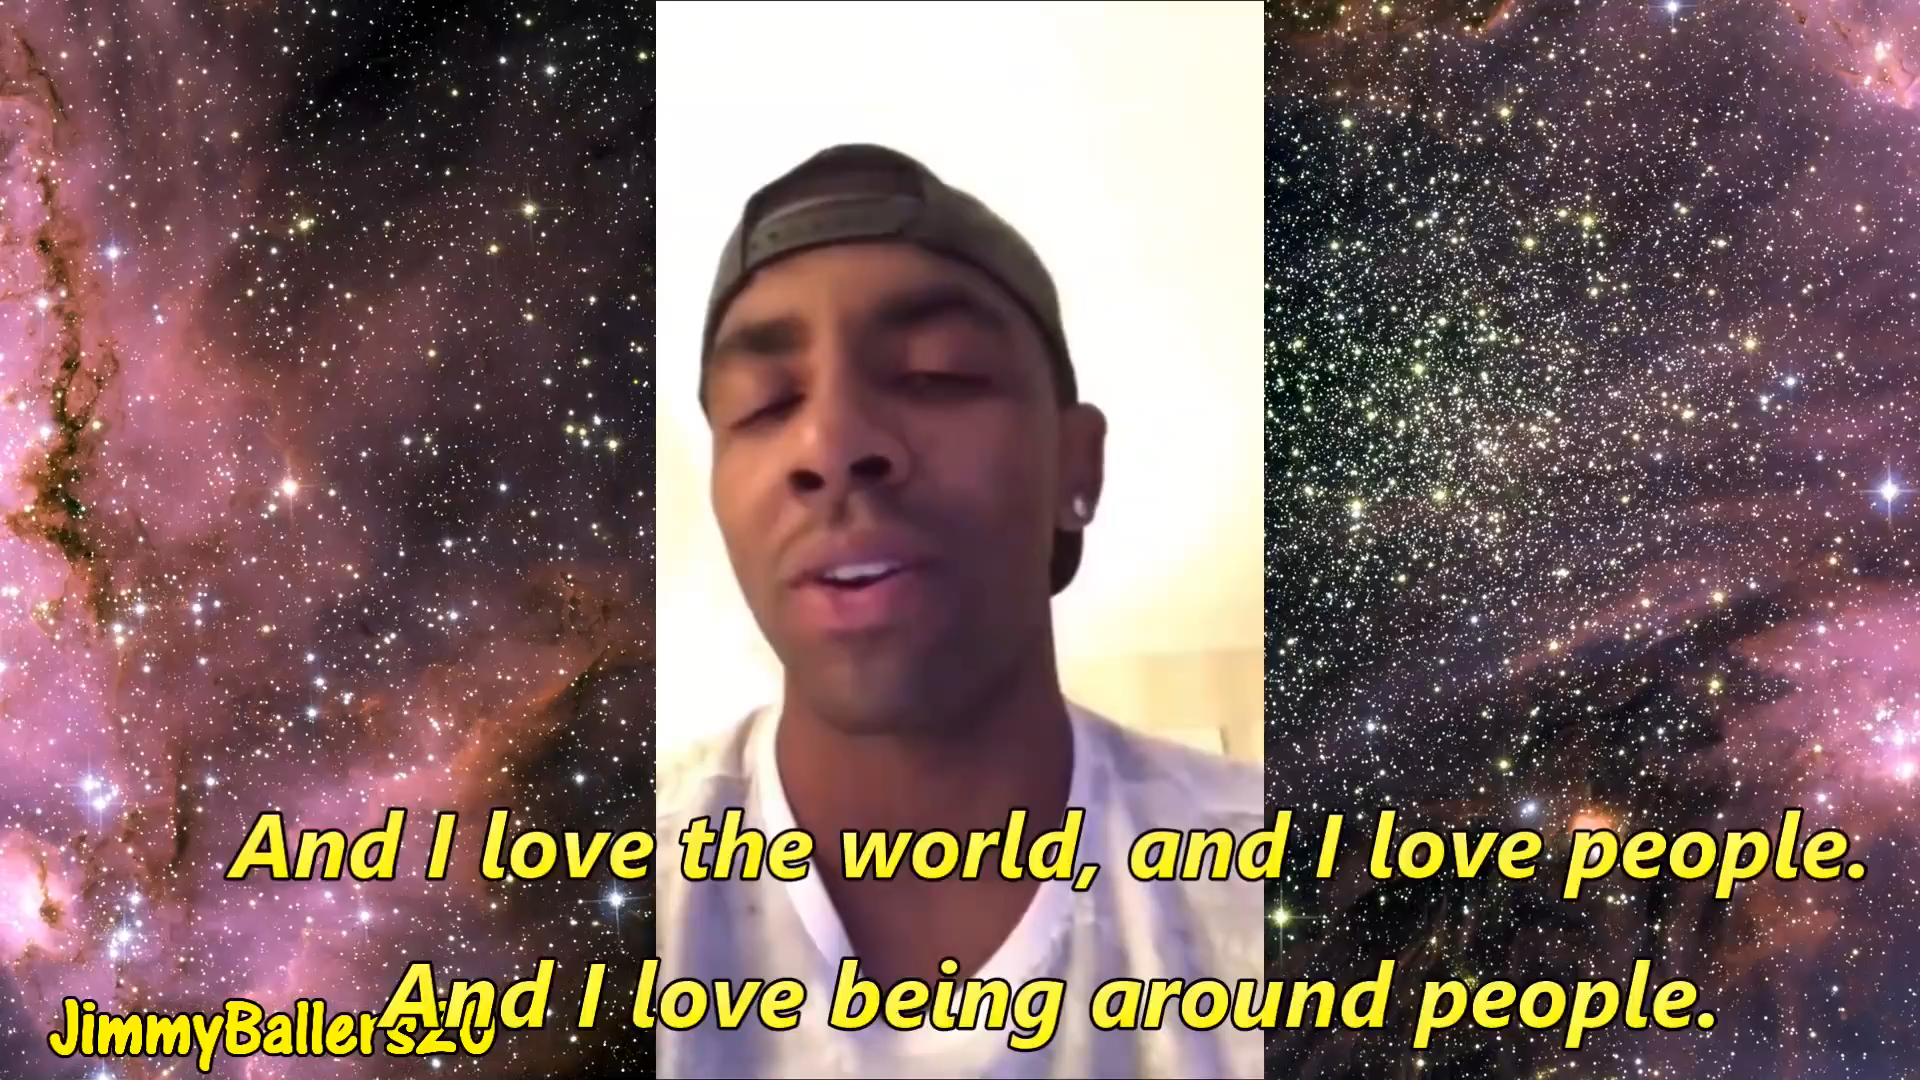 And I love the world, and I love people.
And I love being around people.
JimmyBallers20